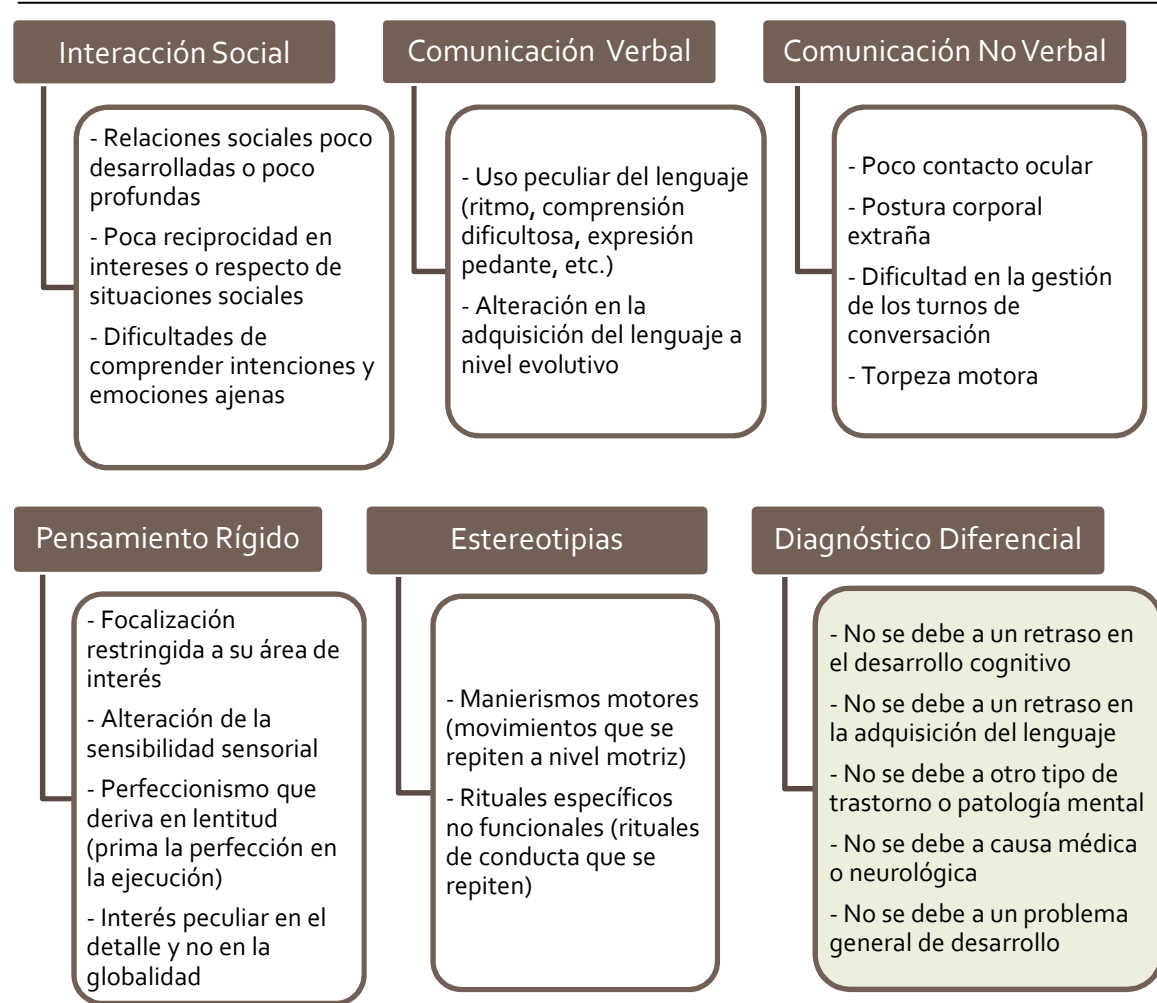 Interacción Social
- Relaciones sociales poco
desarrolladas o poco
profundas
- Poca reciprocidad en
intereses o respecto de
situaciones sociales
- Dificultades de
comprender intenciones y
emociones ajenas
Comunicación Verbal
- Uso peculiar del lenguaje
(ritmo, comprensión
dificultosa, expresión
pedante, etc.)
- Alteración en la
adquisición del lenguaje a
nivel evolutivo
Comunicación No Verbal
- Poco contacto ocular
- Postura corporal
extraña
- Dificultad en la gestión
de los turnos de
conversación
- Torpeza motora
Pensamiento Rígido
- Focalización
restringida a su área de
interés
- Alteración de la
sensibilidad sensorial
- Perfeccionismo que
deriva en lentitud
(prima la perfección en
la ejecución)
- Interés peculiar en el
detalle y no en la
globalidad
Estereotipias
- Manierismos motores
(movimientos que se
repiten a nivel motriz)
- Rituales específicos
no funcionales (rituales
de conducta que se
repiten)
Diagnóstico Diferencial
- No se debe a un retraso en
el desarrollo cognitivo
- No se debe a un retraso en
la adquisición del lenguaje
- No se debe a otro tipo de
trastorno o patología mental
- No se debe a causa médica
o neurológica
- No se debe a un problema
general de desarrollo